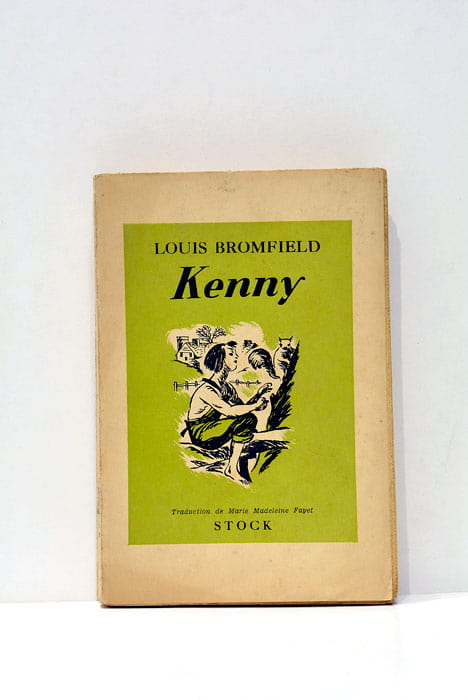 LOUIS BROMFIELD
Kenny
Traduction de Marie Madeleine Fayet
STOCK